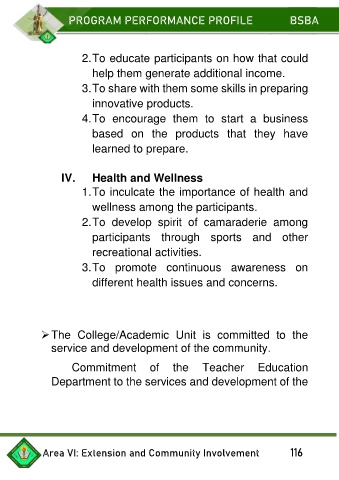 PROGRAM PERFORMANCE PROFILE BSBA
2.To educate participants on how that could
help them generate additional income.
3.To share with them some skills in preparing
innovative products.
4.To encourage them to start a business
based on the products that they have
learned to prepare.
IV. Health and Wellness
1.To inculcate the importance of health and
wellness among the participants.
2.To develop spirit of camaraderie among
participants through sports and other
recreational activities.
3.To promote continuous awareness on
different health issues and concerns.
➢The College/Academic Unit is committed to the
service and development of the community.
Commitment of the Teacher Education
Department to the services and development of the
Area VI: Extension and Community Involvement 116